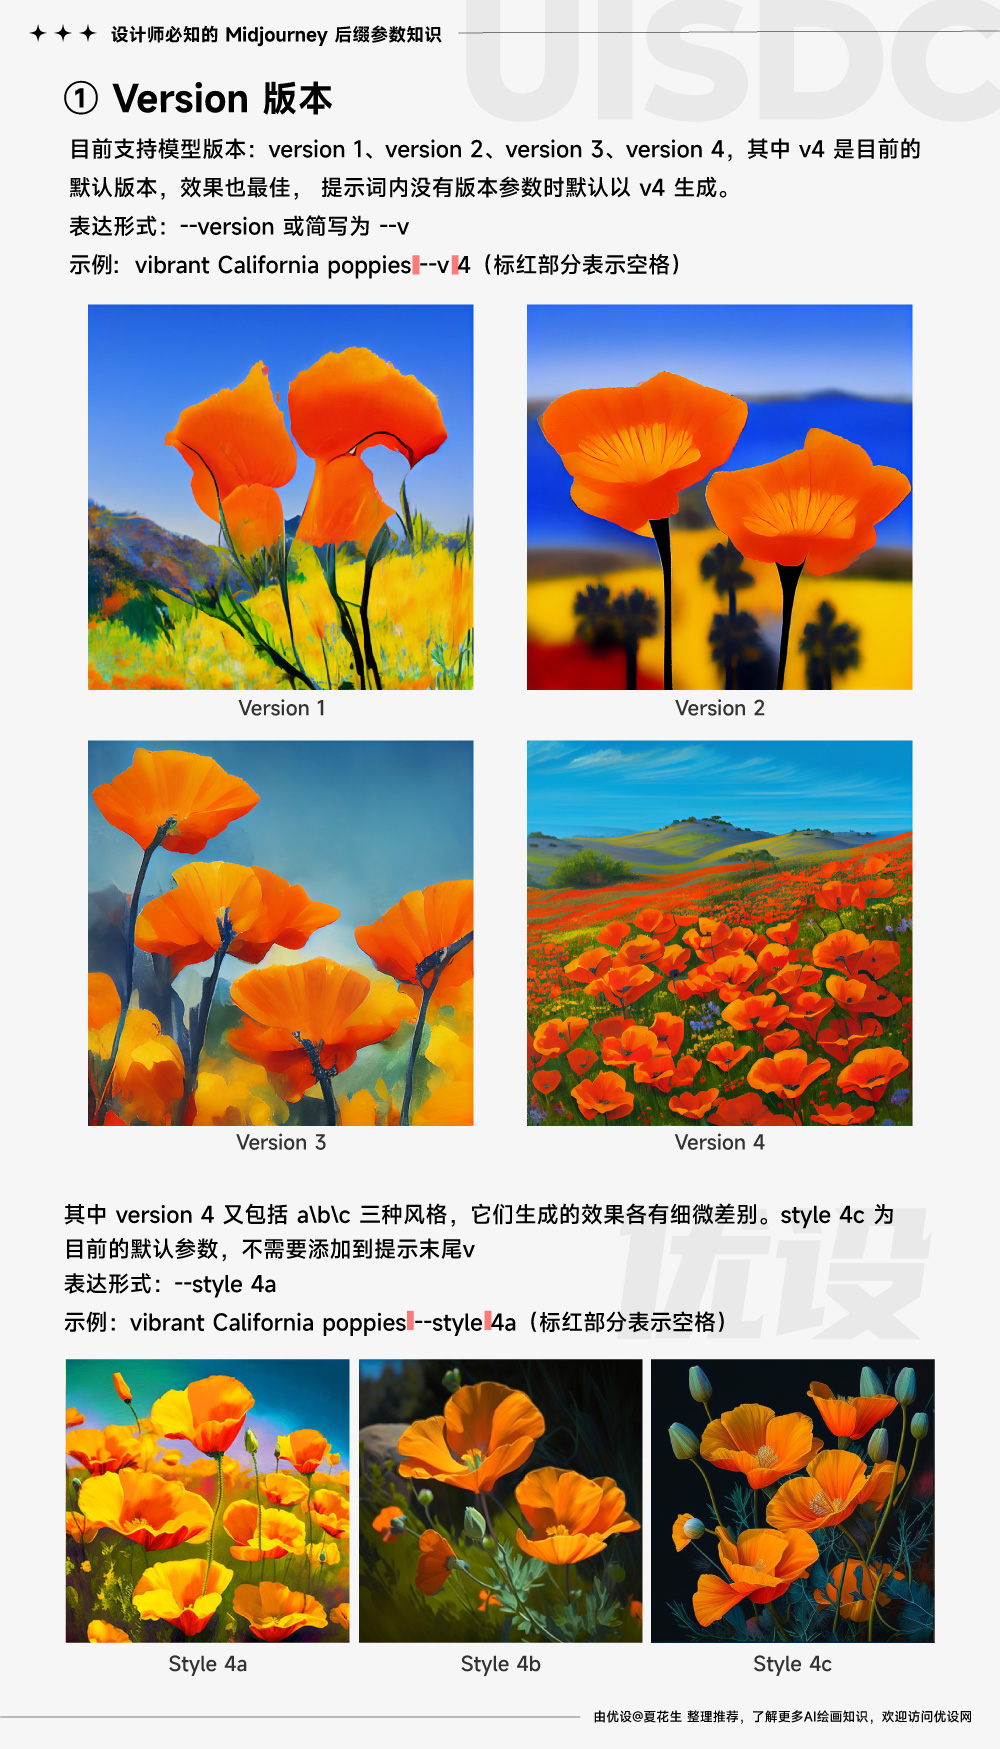 UISDC
设计师必知的 Midjourney 后缀参数知识
① Version 版本
目前支持模型版本：version 1、version 2、version 3、version 4，其中 v4 是目前的
默认版本，效果也最佳， 提示词内没有版本参数时默认以 v4 生成。
表达形式：--version 或简写为 --v
示例：vibrant California poppies --v 4（标红部分表示空格）
Version 1
Version 2
Version 3
Version 4
其中 version 4 又包括 a\b\c 三种风格，它们生成的效果各有细微差别。style 4c 为
目前的默认参数，不需要添加到提示末尾v
优设
表达形式：--style 4a
示例：vibrant California poppies --style 4a（标红部分表示空格）
Style 4a
Style 4b
Style 4c
由优设@夏花生 整理推荐，了解更多AI绘画知识，欢迎访问优设网